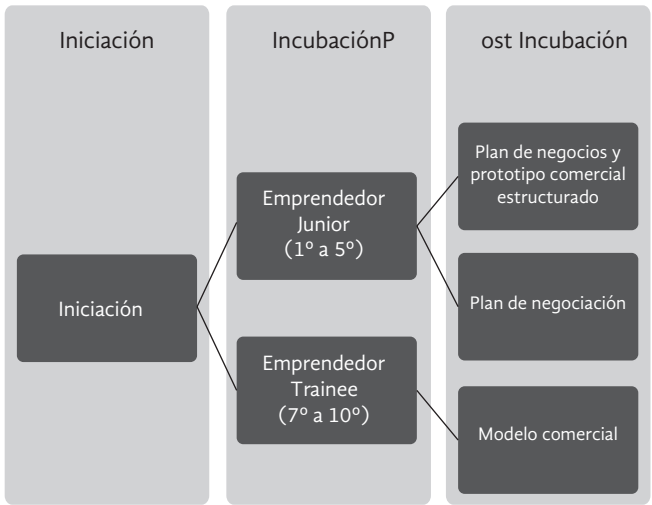 Iniciación
IncubaciónP
ost Incubación
Iniciación
Emprendedor
Junior
(1º a 5º)
Emprendedor
Trainee
(7º a 10º)
Plan de negocios y
prototipo comercial
estructurado
Plan de negociación
Modelo comercial